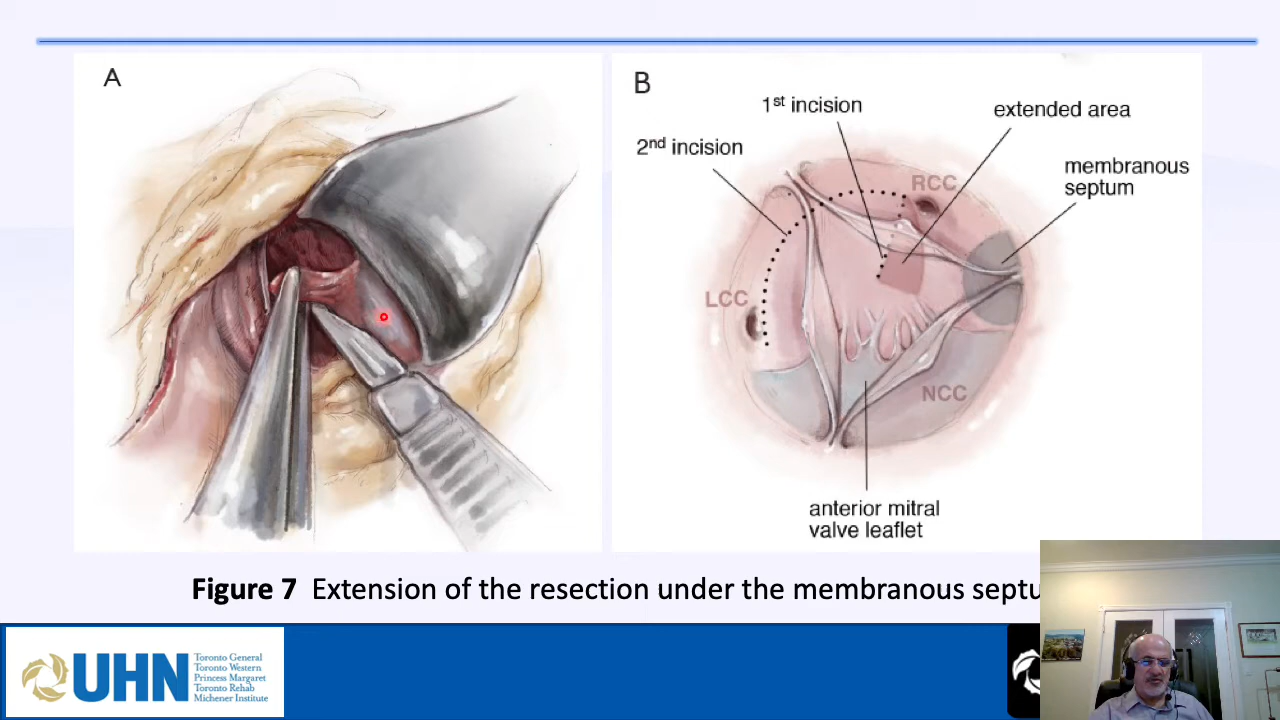 A
B
1st incision
extended area
2nd incision
membranous
septum
RCC
LCC
NCC
anterior mitral
valve leaflet
Figure 7 Extension of the resection under the membranous
UHN
Toronto General
Toronto Western
Princess Margaret
Toronto Rehab
Michener Institute